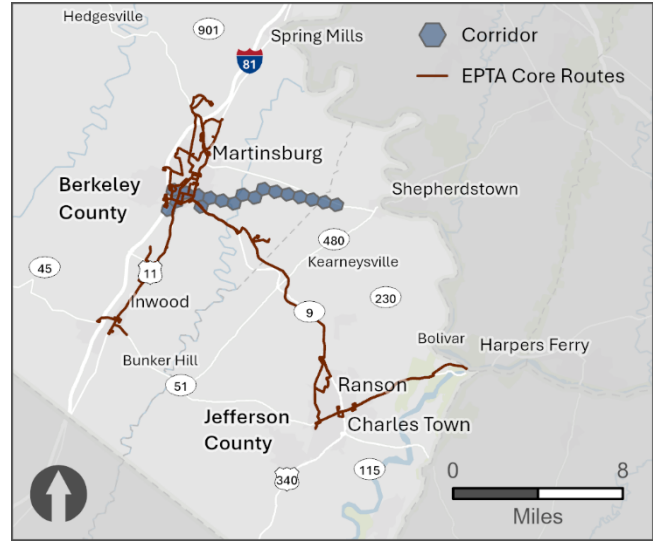 Hedgesville
901
Spring Mills
81
Corridor
EPTA Core Routes
Martinsburg
Berkeley
County
Shepherdstown
480
45
11
Kearneysville
230
Inwood
9
Bolivar
Harpers Ferry
Bunker Hill
51
Ranson
Jefferson
County
Charles Town
115
340
0
8
Miles